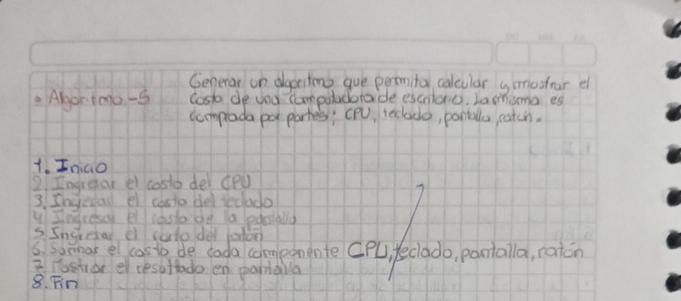 Generar un algoritmo que permita calcular y mostrar el
• Algoritmo-5 costo de una computadora de escritorio. La misma es
comprada por partes: CPU, teclado, pantalla, ratón.
1. Inicio
2. Ingresar el costo del CPU
3. Ingresar el costo del teclado
4. Ingresar el costo de la pantalla
5. Ingresar el costo del ratón
6. Sumar el costo de cada componente CPU, teclado, pantalla, ratón
7. Mostrar el resultado en pantalla
8. Fin